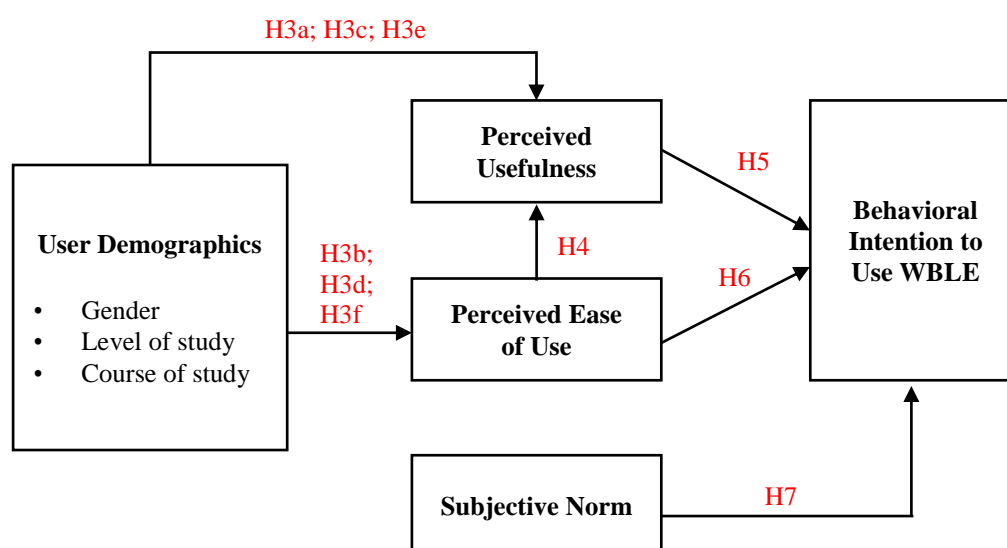 H3a; H3c; H3e
Perceived
Usefulness
H5
User Demographics
• Gender
• Level of study
• Course of study
H3b;
H3d;
H3f
H4
Perceived Ease
of Use
H6
Behavioral
Intention to
Use WBLE
Subjective Norm
H7